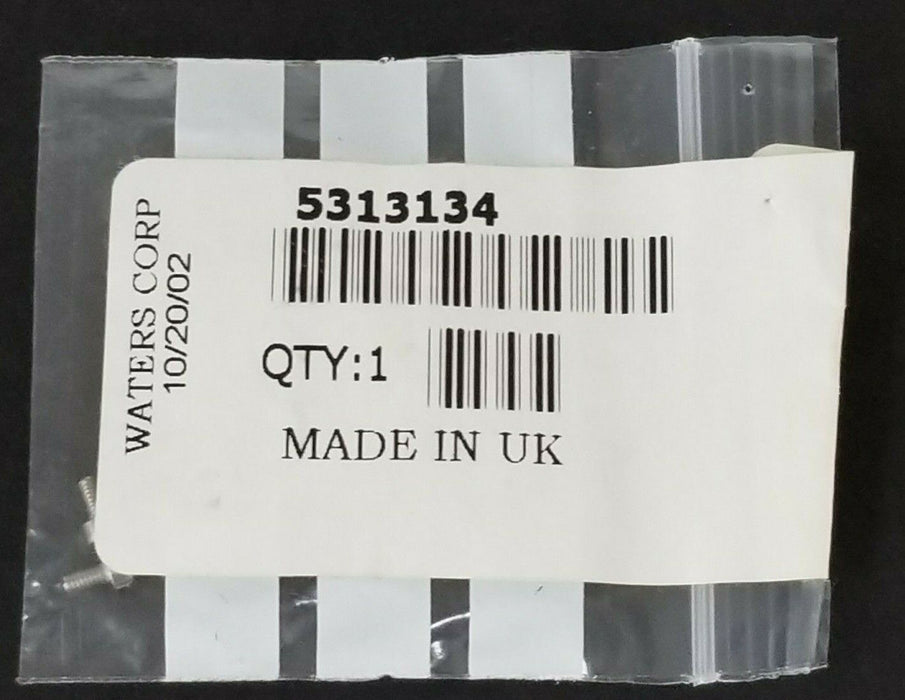 5313134
QTY:1
MADE IN UK
WATERS CORP
10/20/02